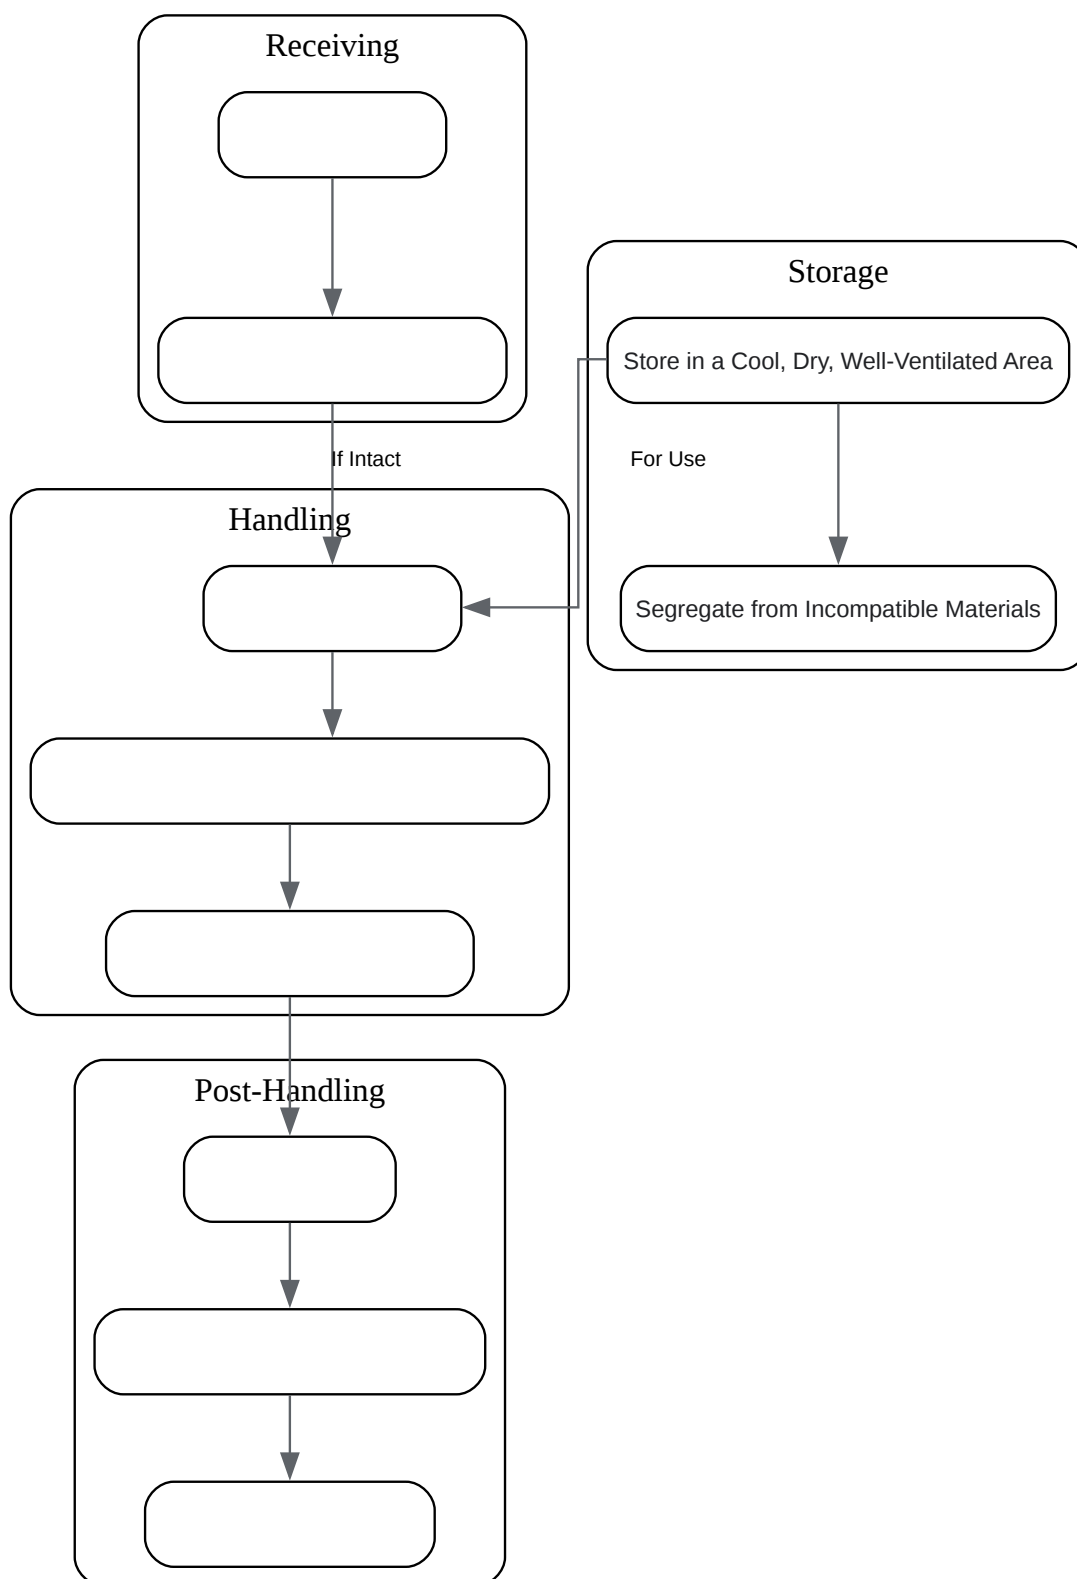 Receiving
Storage
Store in a Cool, Dry, Well-Ventilated Area
If Intact
For Use
Handling
Segregate from Incompatible Materials
Post-Handling